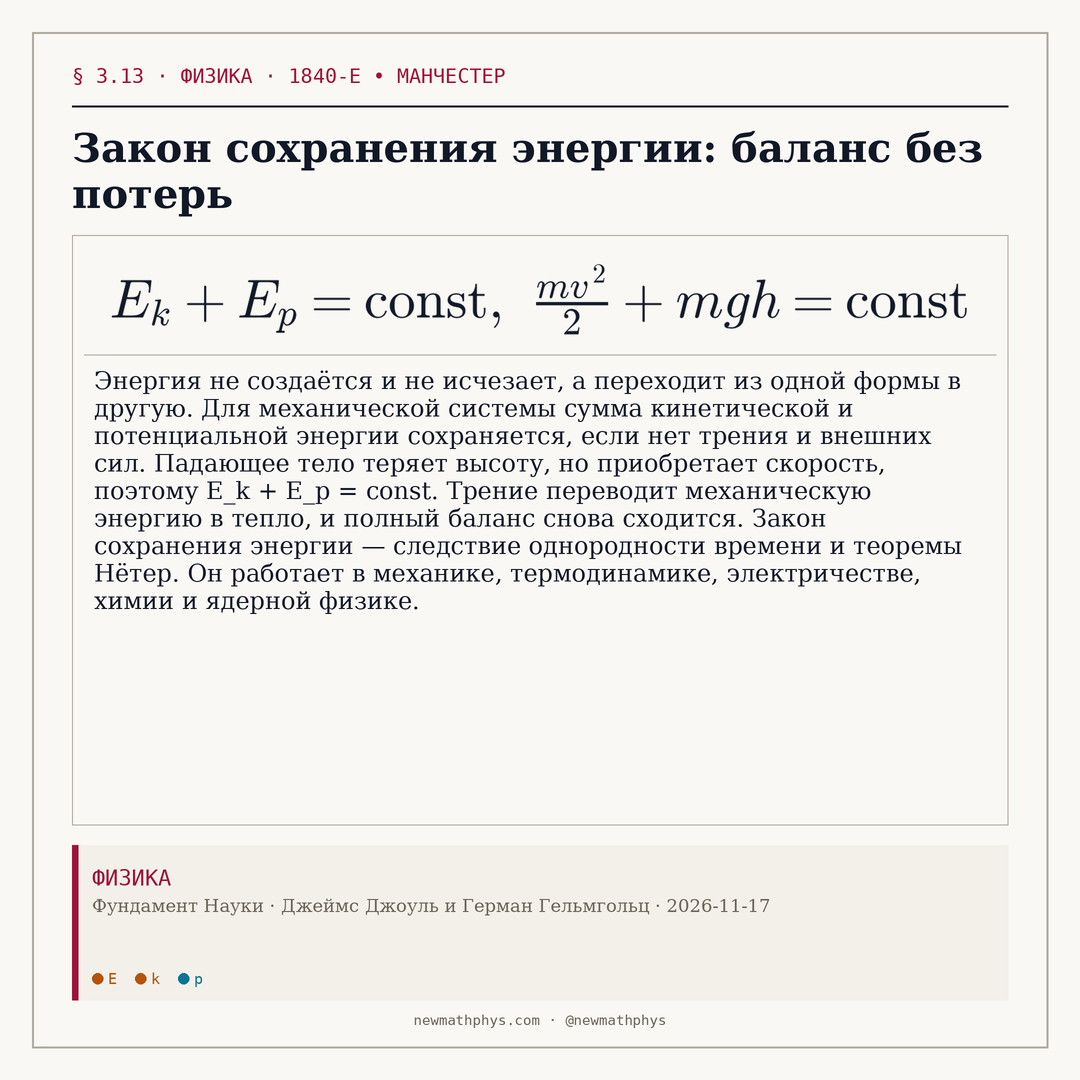 § 3.13 · ФИЗИКА · 1840-Е • МАНЧЕСТЕР
Закон сохранения энергии: баланс без
потерь
E_k + E_p = const, \frac{mv^2}{2} + mgh = const
Энергия не создаётся и не исчезает, а переходит из одной формы в
другую. Для механической системы сумма кинетической и
потенциальной энергии сохраняется, если нет трения и внешних
сил. Падающее тело теряет высоту, но приобретает скорость,
поэтому E_k + E_p = const. Трение переводит механическую
энергию в тепло, и полный баланс снова сходится. Закон
сохранения энергии — следствие однородности времени и теоремы
Нётер. Он работает в механике, термодинамике, электричестве,
химии и ядерной физике.
ФИЗИКА
Фундамент Науки · Джеймс Джоуль и Герман Гельмгольц · 2026-11-17
E k p
newmathphys.com · @newmathphys